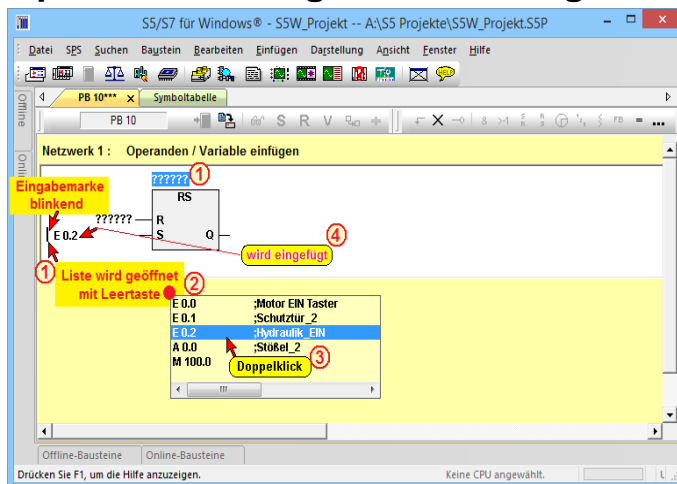 S5/S7 für Windows® - S5W_Projekt -- A:\S5 Projekte\S5W_Projekt.S5P
Datei SPS Suchen Baustein Bearbeiten Einfügen Darstellung Ansicht Fenster Hilfe
PB 10*** x Symboltabelle
Offline
PB 10
S R V
& >-1 FB = ...
Netzwerk 1 : Operanden / Variable einfügen
?????? 1
RS
Eingabemarke
blinkend
?????? R
E 0.2 S Q
4
wird eingefügt
1 Liste wird geöffnet 2
mit Leertaste
E 0.0 ;Motor EIN Taster
E 0.1 ;Schutztür_2
E 0.2 ;Hydraulik_EIN
A 0.0 ;Stößel_2
M 100.0
Doppelklick 3
Offline-Bausteine Online-Bausteine
Drücken Sie F1, um die Hilfe anzuzeigen. Keine CPU angewählt.